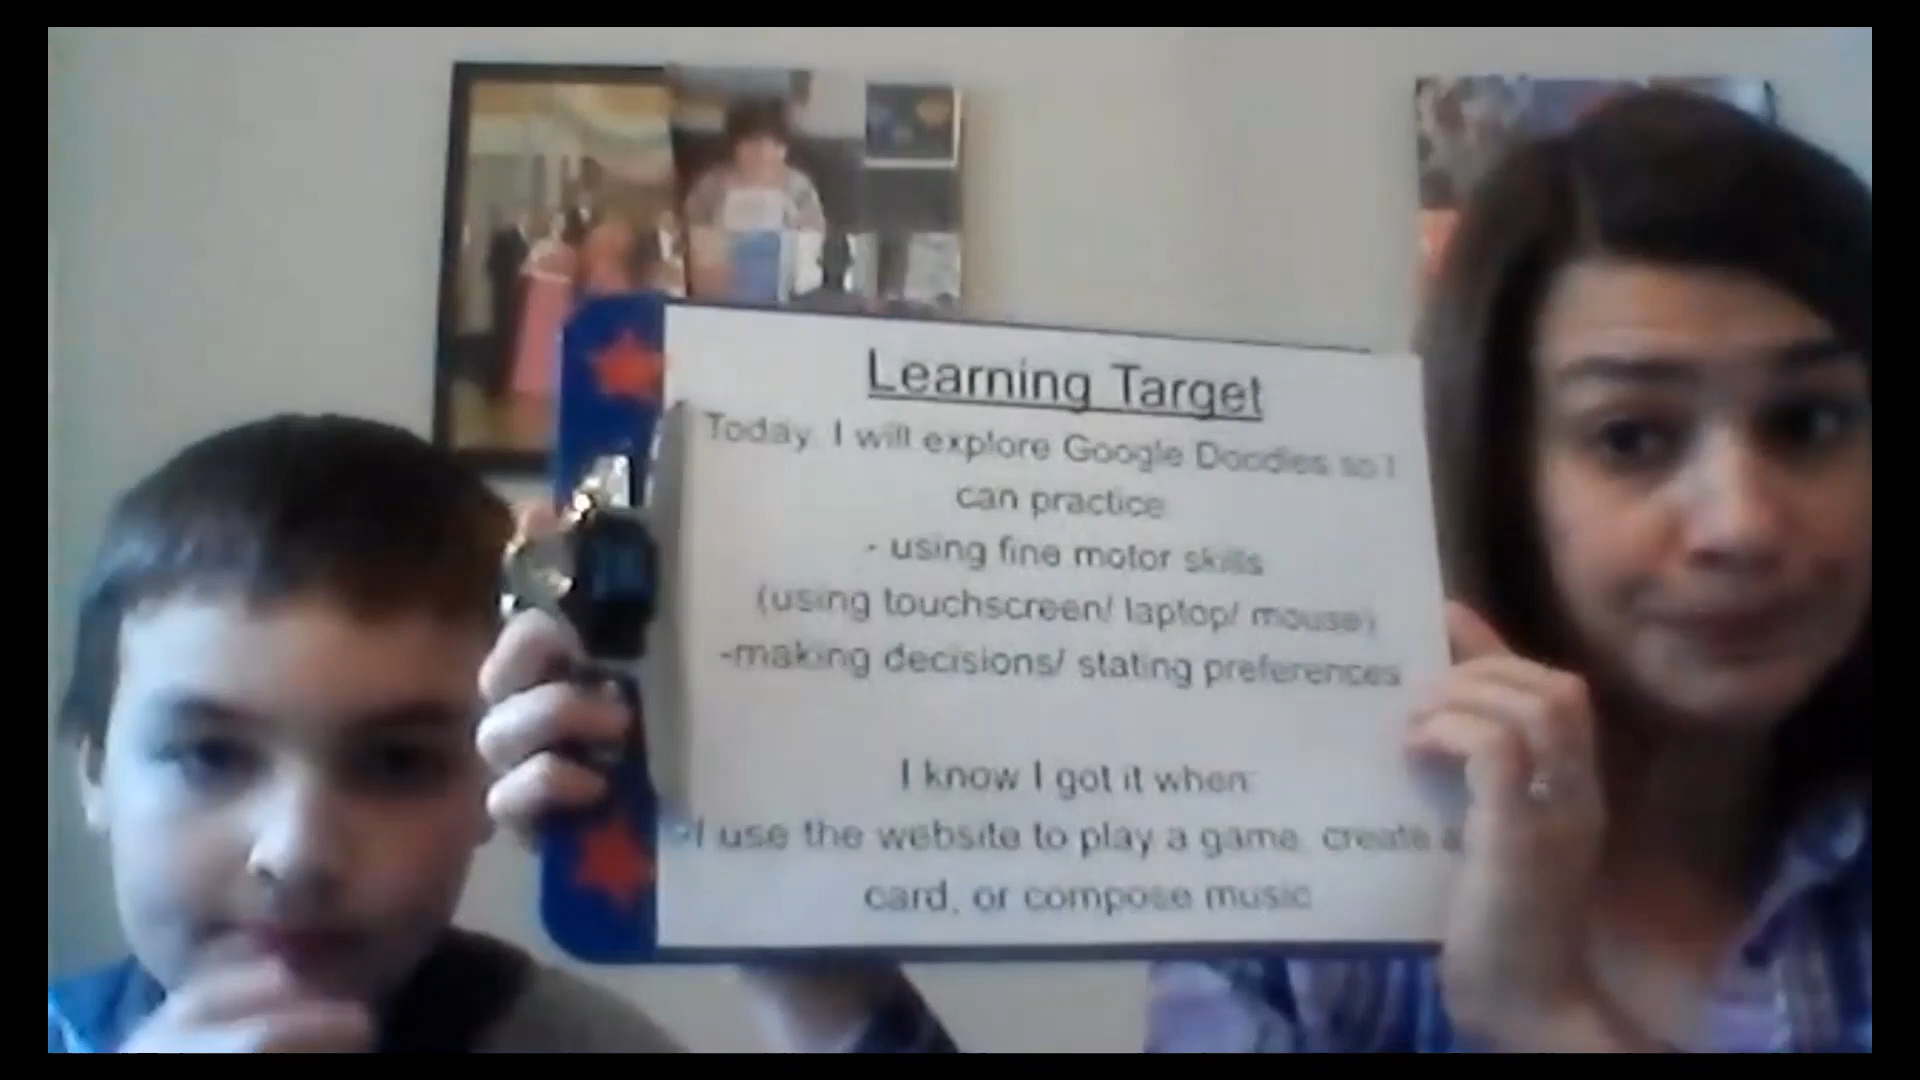 Learning Target
Today, I will explore Google Doodles so I
can practice:
- using fine motor skills
(using touchscreen/ laptop/ mouse)
-making decisions/ stating preferences
I know I got it when:
-I use the website to play a game, create a
card, or compose music